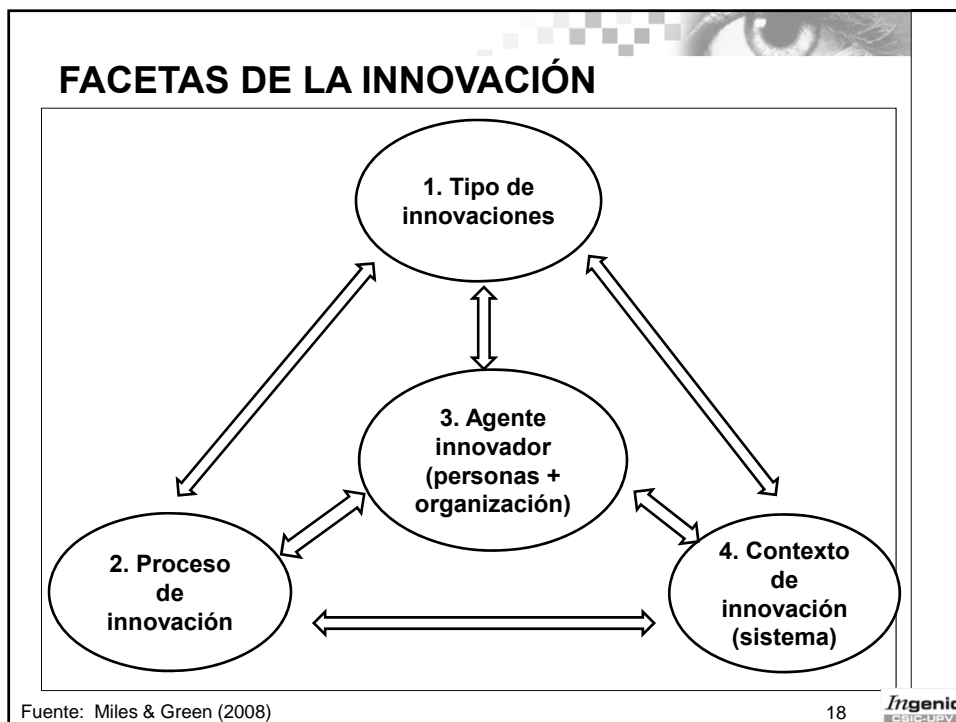 FACETAS DE LA INNOVACIÓN
1. Tipo de
innovaciones
3. Agente
innovador
(personas +
organización)
2. Proceso
de
innovación
4. Contexto
de
innovación
(sistema)
Fuente: Miles & Green (2008)
18
Ingenio
CSIC-UPV